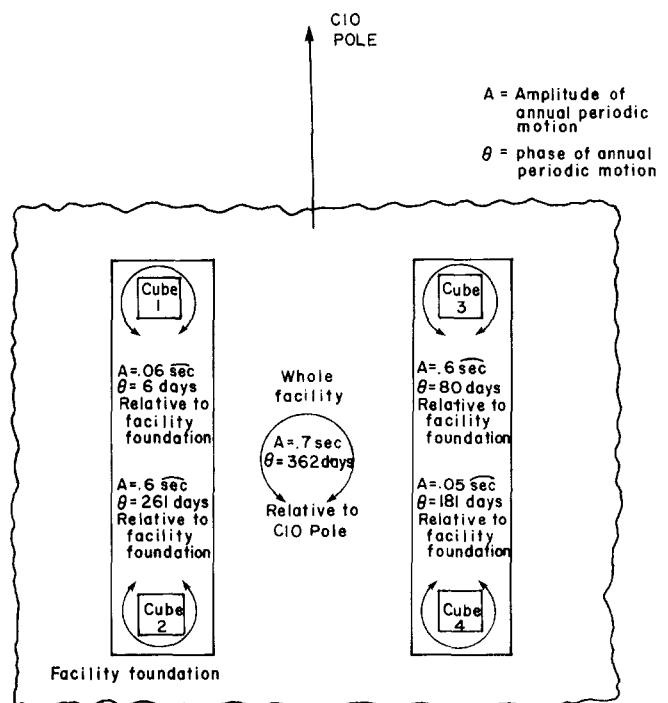 CIO
POLE
A = Amplitude of
annual periodic
motion
θ = phase of annual
periodic motion
Cube
1
A=.06 sec
θ= 6 days
Relative to
facility
foundation
A=.6 sec
θ=261 days
Relative to
facility
foundation
Cube
2
Whole
facility
A=.7 sec
θ=362 days
Relative to
CIO Pole
Cube
3
A=.6 sec
θ=80 days
Relative to
facility
foundation
A=.05 sec
θ=181 days
Relative to
facility
foundation
Cube
4
Facility foundation